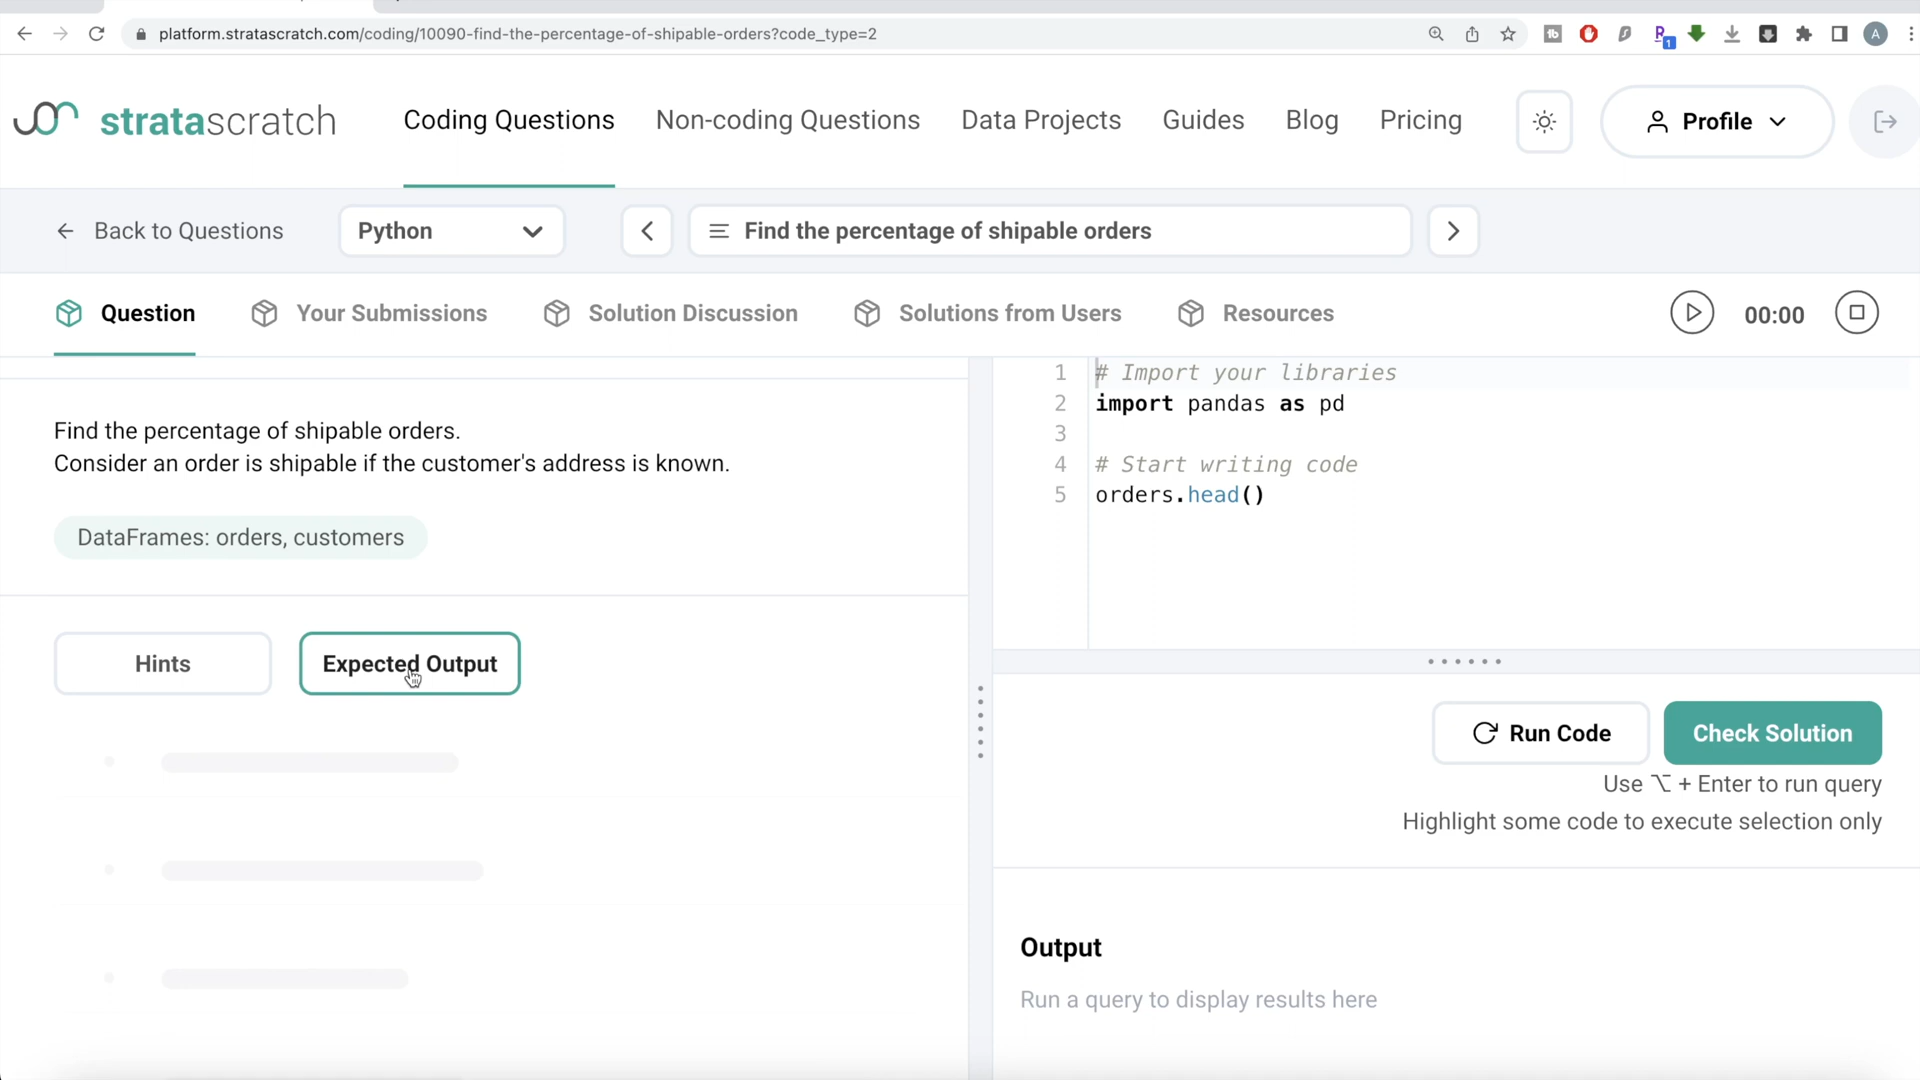 platform.stratascratch.com/coding/10090-find-the-percentage-of-shipable-orders?code_type=2
1
A
stratascratch
Coding Questions
Non-coding Questions
Data Projects
Guides
Blog
Pricing
Profile
Back to Questions
Python
Find the percentage of shipable orders
Question
Your Submissions
Solution Discussion
Solutions from Users
Resources
00:00
Find the percentage of shipable orders.
Consider an order is shipable if the customer's address is known.
DataFrames: orders, customers
Hints
Expected Output
1 # Import your libraries
2 import pandas as pd
3
4 # Start writing code
5 orders.head()
Run Code
Check Solution
Use ⌥ + Enter to run query
Highlight some code to execute selection only
Output
Run a query to display results here